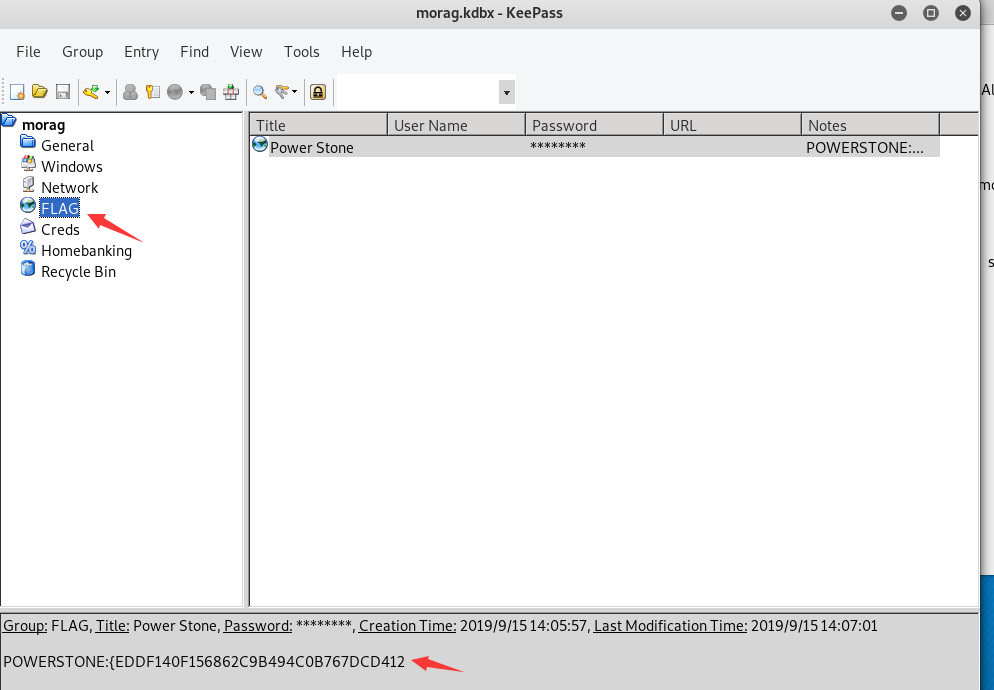 morag.kdbx - KeePass
File Group Entry Find View Tools Help
morag
General
Windows
Network
FLAG
Creds
Homebanking
Recycle Bin
Title User Name Password URL Notes
Power Stone ******** POWERSTONE:...
Group: FLAG, Title: Power Stone, Password: ********, Creation Time: 2019/9/15 14:05:57, Last Modification Time: 2019/9/15 14:07:01
POWERSTONE:{EDDF140F156862C9B494C0B767DCD412